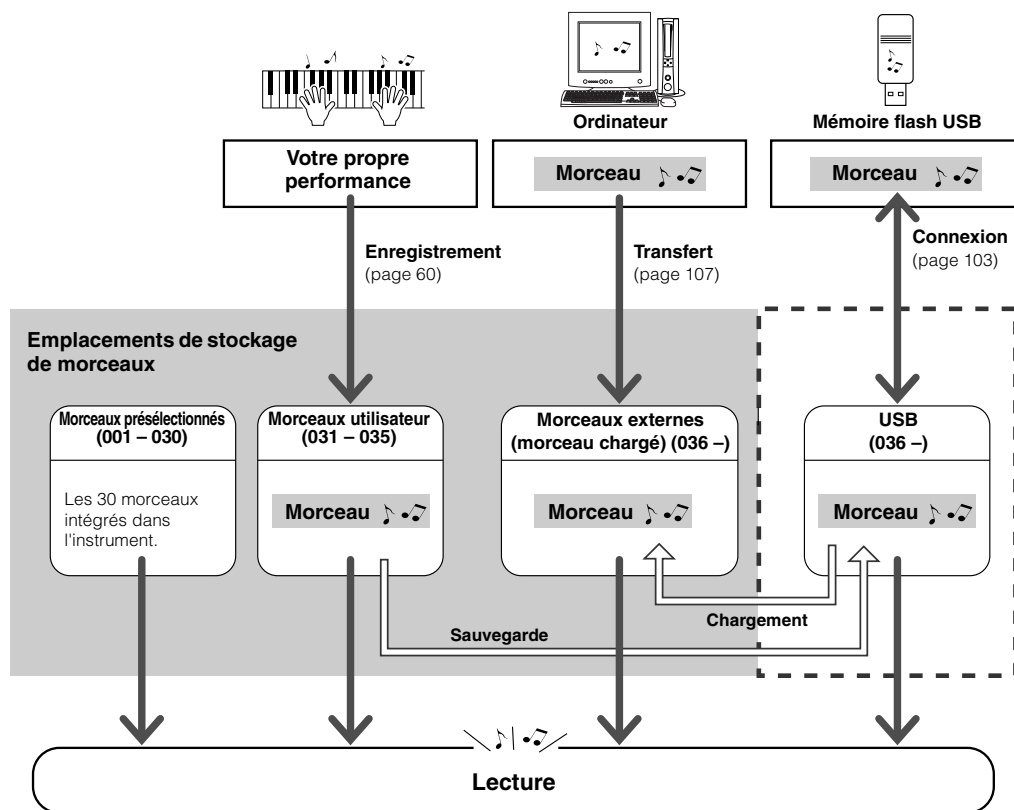 Ordinateur
Mémoire flash USB
Votre propre
performance
Morceau
Morceau
Enregistrement
(page 60)
Transfert
(page 107)
Connexion
(page 103)
Emplacements de stockage
de morceaux
Morceaux présélectionnés
(001 – 030)
Les 30 morceaux
intégrés dans
l'instrument.
Morceaux utilisateur
(031 – 035)
Morceau
Morceaux externes
(morceau chargé) (036 –)
Morceau
USB
(036 –)
Morceau
Chargement
Sauvegarde
Lecture